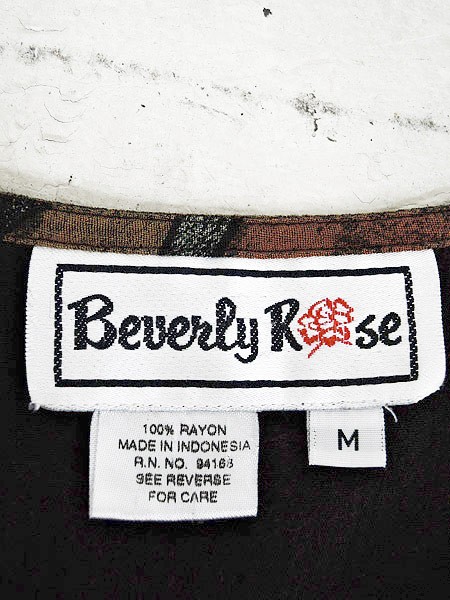 Beverly Rose
100% RAYON
MADE IN INDONESIA
R.N. NO. 94168
SEE REVERSE
FOR CARE
M